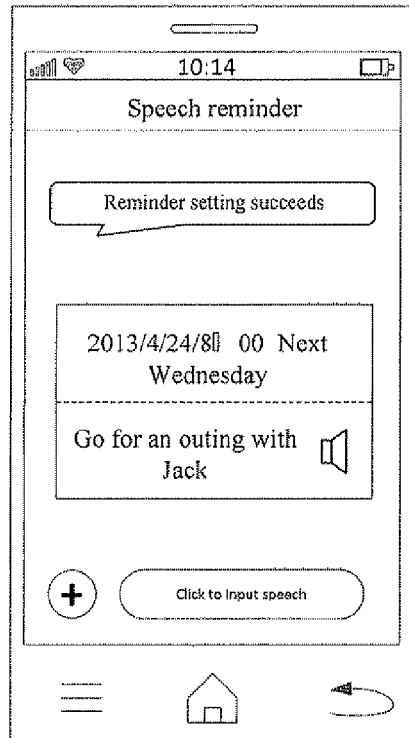 10:14
Speech reminder
Reminder setting succeeds
2013/4/24/8▯ 00 Next
Wednesday
Go for an outing with
Jack
+
Click to Input speech